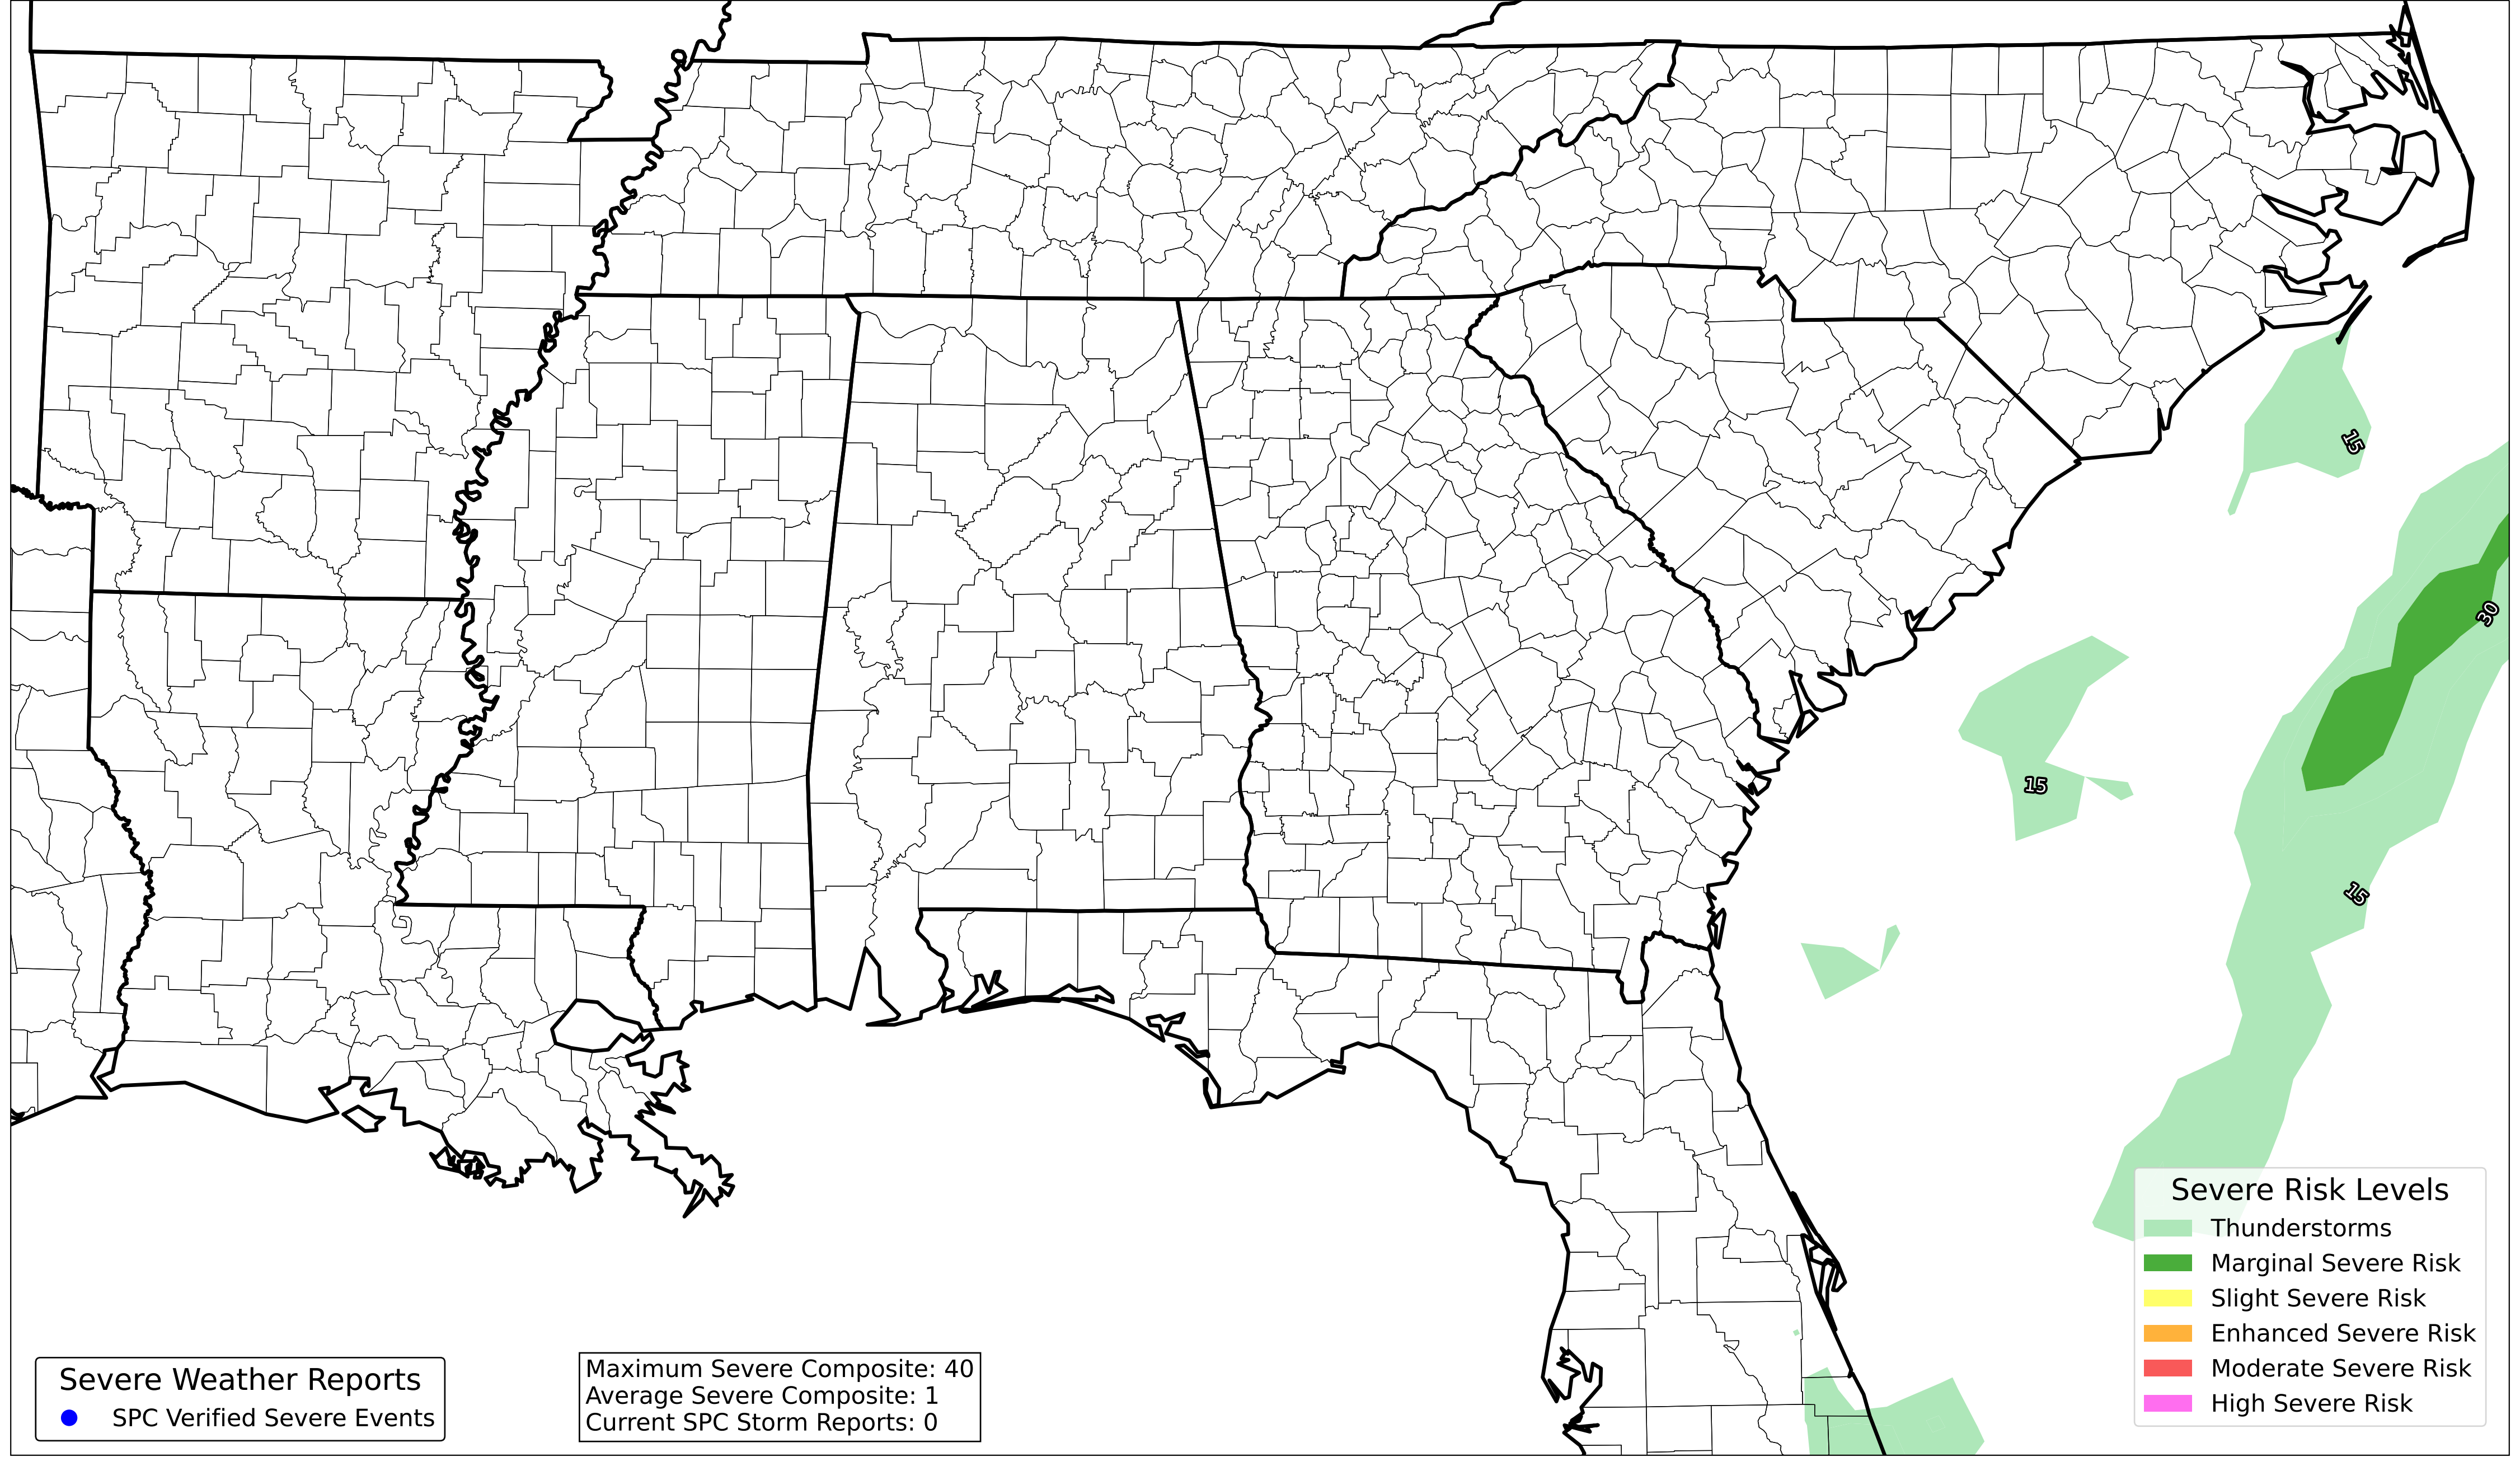 15
30
15
15
Severe Risk Levels
Thunderstorms
Marginal Severe Risk
Slight Severe Risk
Enhanced Severe Risk
Moderate Severe Risk
High Severe Risk
Severe Weather Reports
SPC Verified Severe Events
Maximum Severe Composite: 40
Average Severe Composite: 1
Current SPC Storm Reports: 0